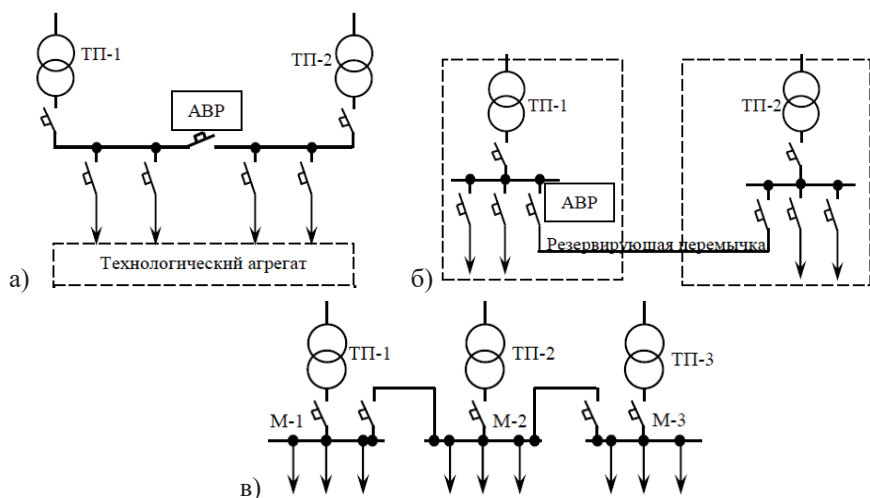 ТП-1
ТП-2
АВР
Технологический агрегат
а)
ТП-1
ТП-2
АВР
Резервирующая перемычка
б)
ТП-1
ТП-2
ТП-3
М-1
М-2
М-3
в)